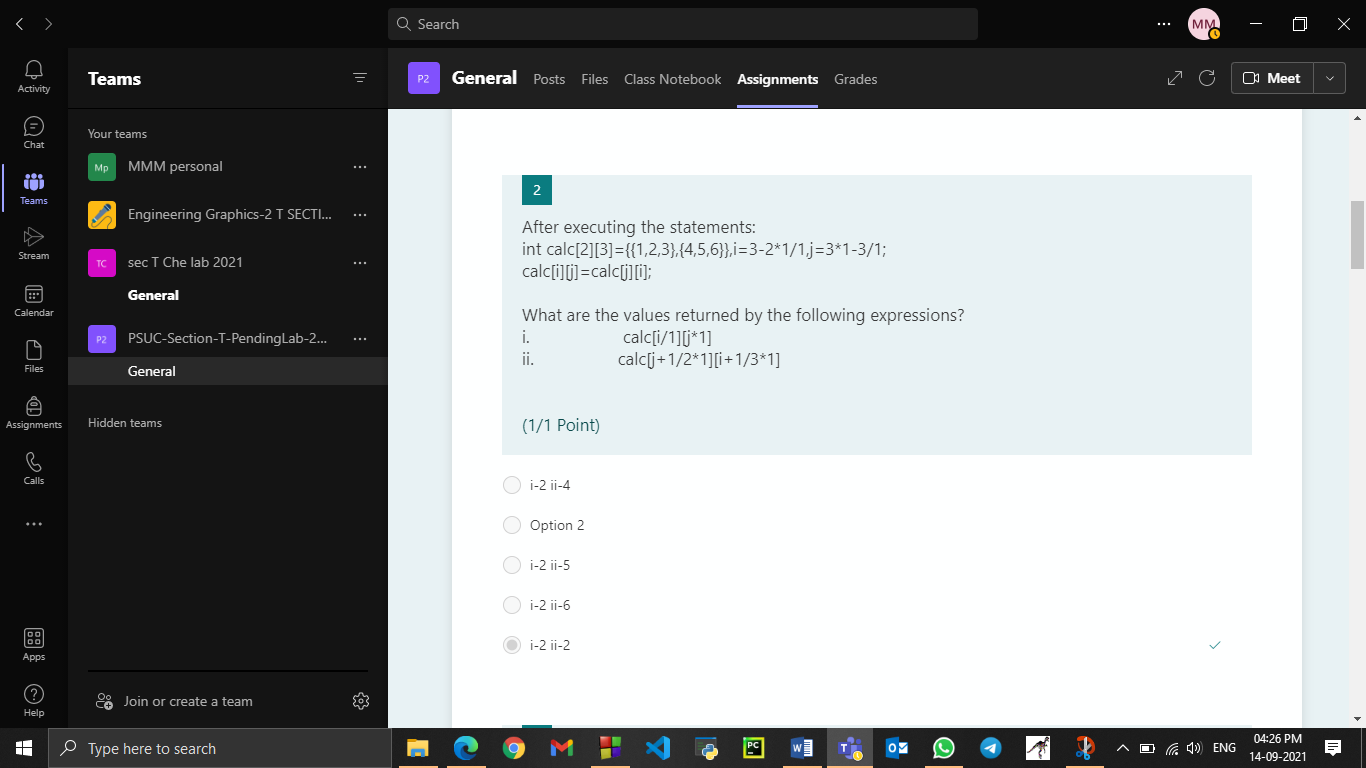 Search
MM
Activity
Chat
Teams
Stream
Calendar
Files
Assignments
Calls
Apps
Help
Teams
Your teams
Mp MMM personal
Engineering Graphics-2 T SECTI...
TC sec T Che lab 2021
General
P2 PSUC-Section-T-PendingLab-2...
General
Hidden teams
Join or create a team
P2 General Posts Files Class Notebook Assignments Grades Meet
2
After executing the statements:
int calc[2][3]={{1,2,3},{4,5,6}},i=3-2*1/1,j=3*1-3/1;
calc[i][j]=calc[j][i];
What are the values returned by the following expressions?
i. calc[i/1][j*1]
ii. calc[j+1/2*1][i+1/3*1]
(1/1 Point)
i-2 ii-4
Option 2
i-2 ii-5
i-2 ii-6
i-2 ii-2
Type here to search
PC
ENG
04:26 PM
14-09-2021